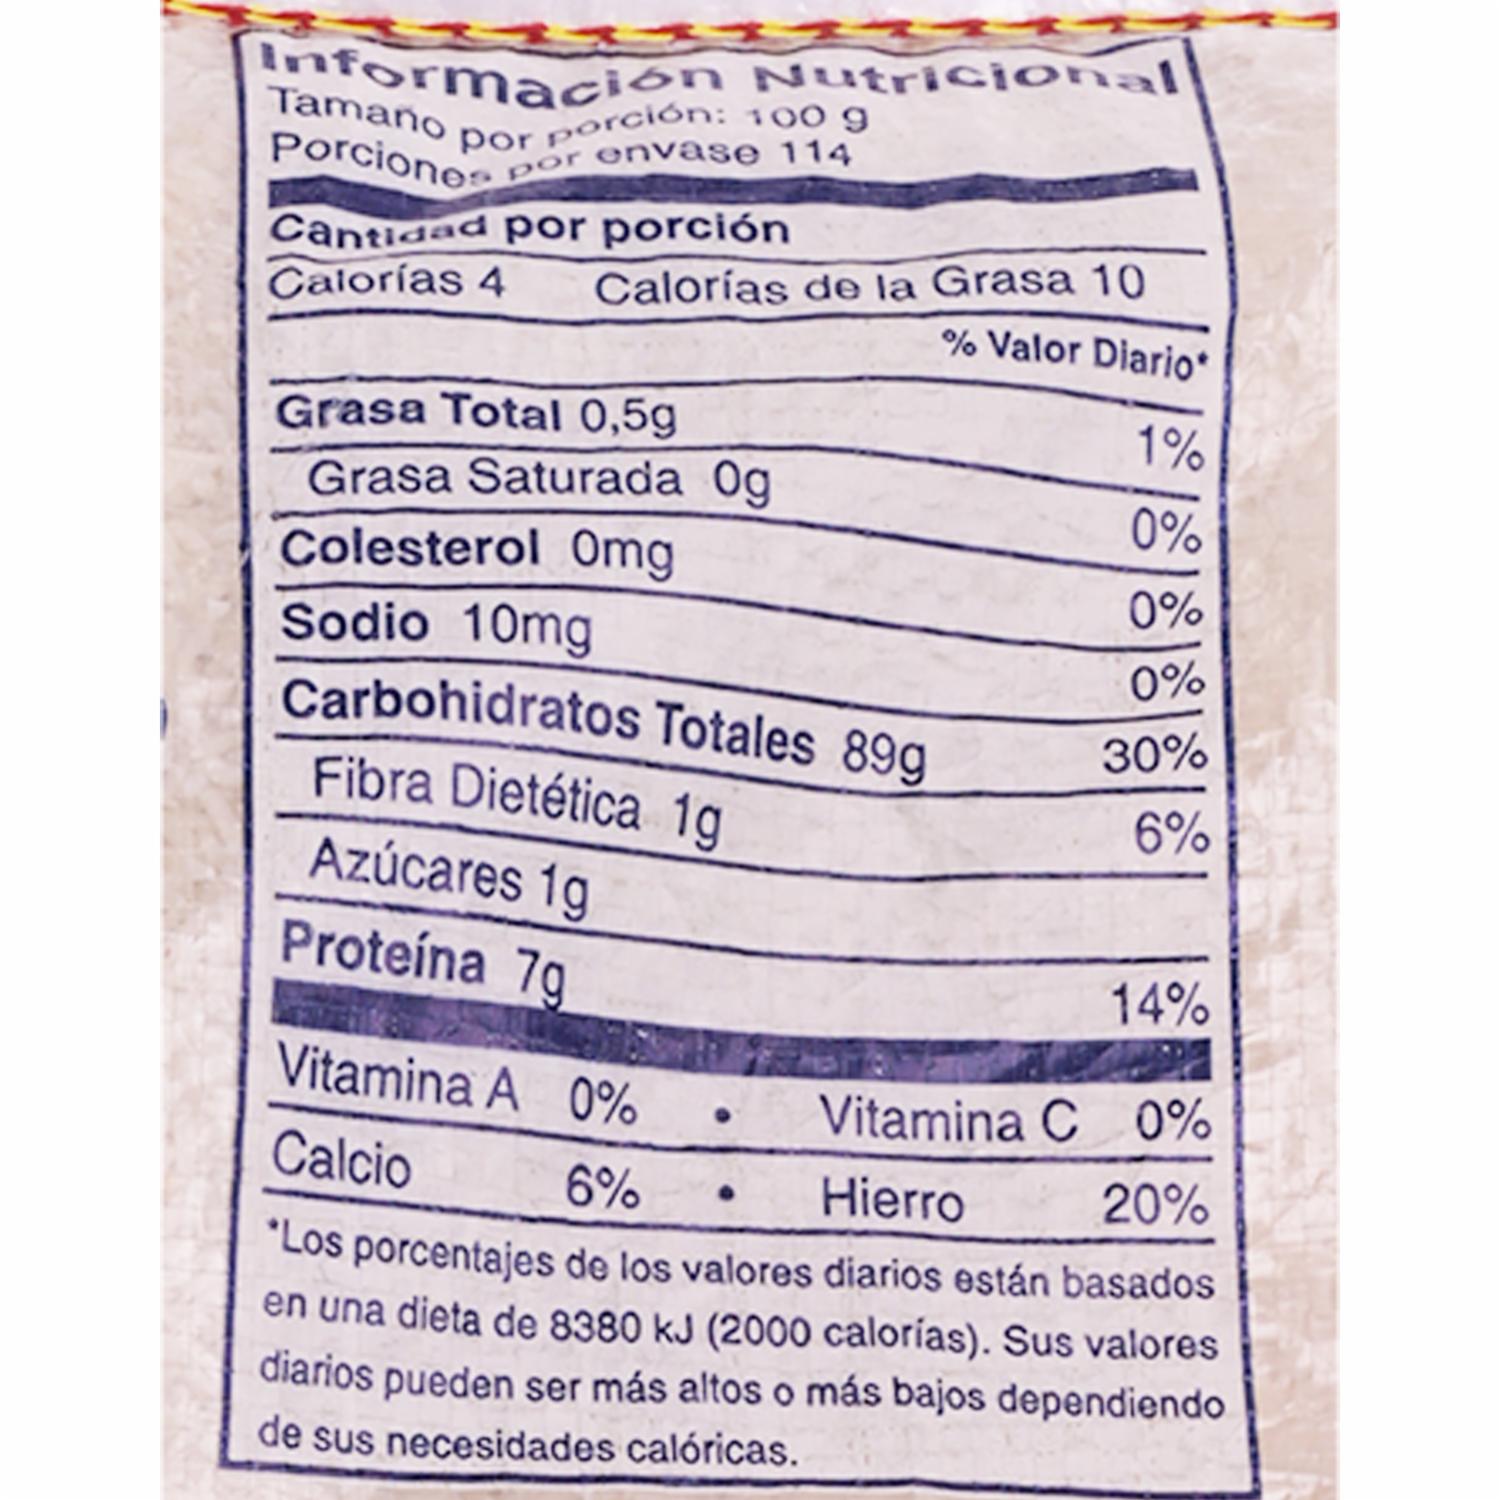 Información Nutricional
Tamaño por porción: 100 g
Porciones por envase 114
Cantidad por porción
Calorías 4 Calorías de la Grasa 10
% Valor Diario*
Grasa Total 0,5g 1%
Grasa Saturada 0g 0%
Colesterol 0mg 0%
Sodio 10mg 0%
Carbohidratos Totales 89g 30%
Fibra Dietética 1g 6%
Azúcares 1g
Proteína 7g 14%
Vitamina A 0% • Vitamina C 0%
Calcio 6% • Hierro 20%
*Los porcentajes de los valores diarios están basados
en una dieta de 8380 kJ (2000 calorías). Sus valores
diarios pueden ser más altos o más bajos dependiendo
de sus necesidades calóricas.